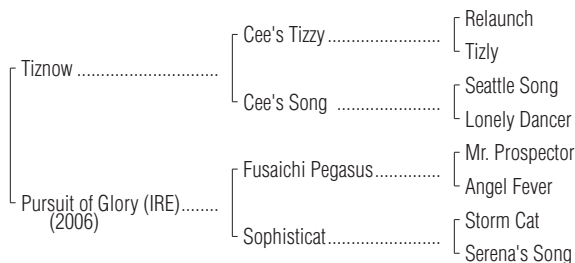 Relaunch
Cee's Tizzy .......................
Tizly
Tiznow .............................
Seattle Song
Cee's Song .....................
Lonely Dancer
Mr. Prospector
Fusaichi Pegasus..............
Angel Fever
Pursuit of Glory (IRE)........
(2006)
Storm Cat
Sophisticat.......................
Serena's Song